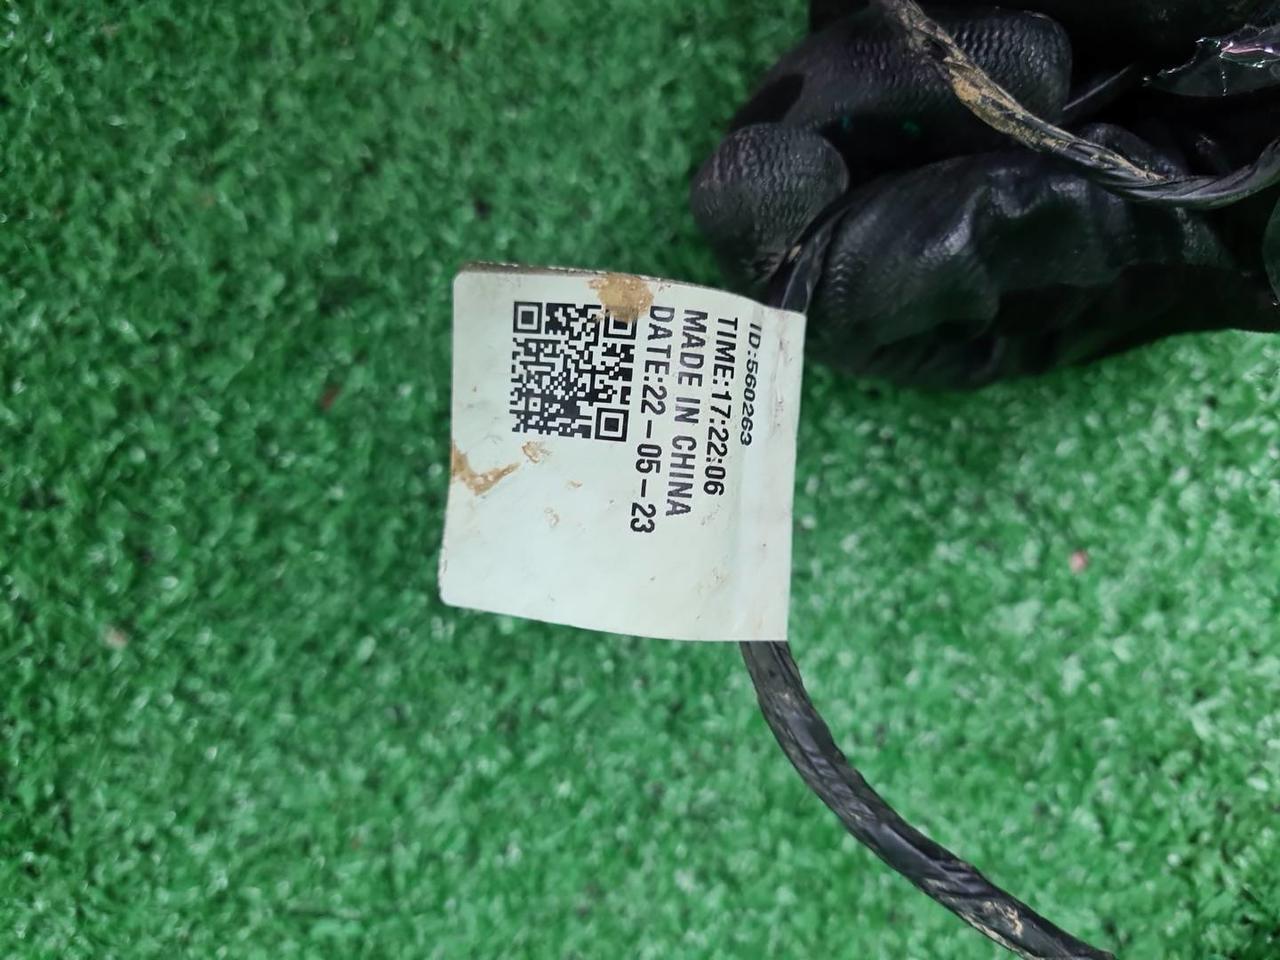 ID:560263
TIME:17:22:06
MADE IN CHINA
DATE:22-05-23